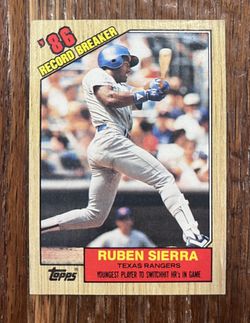 '86
RECORD BREAKER
RUBEN SIERRA
TEXAS RANGERS
topps
YOUNGEST PLAYER TO SWITCHHIT HR's IN GAME